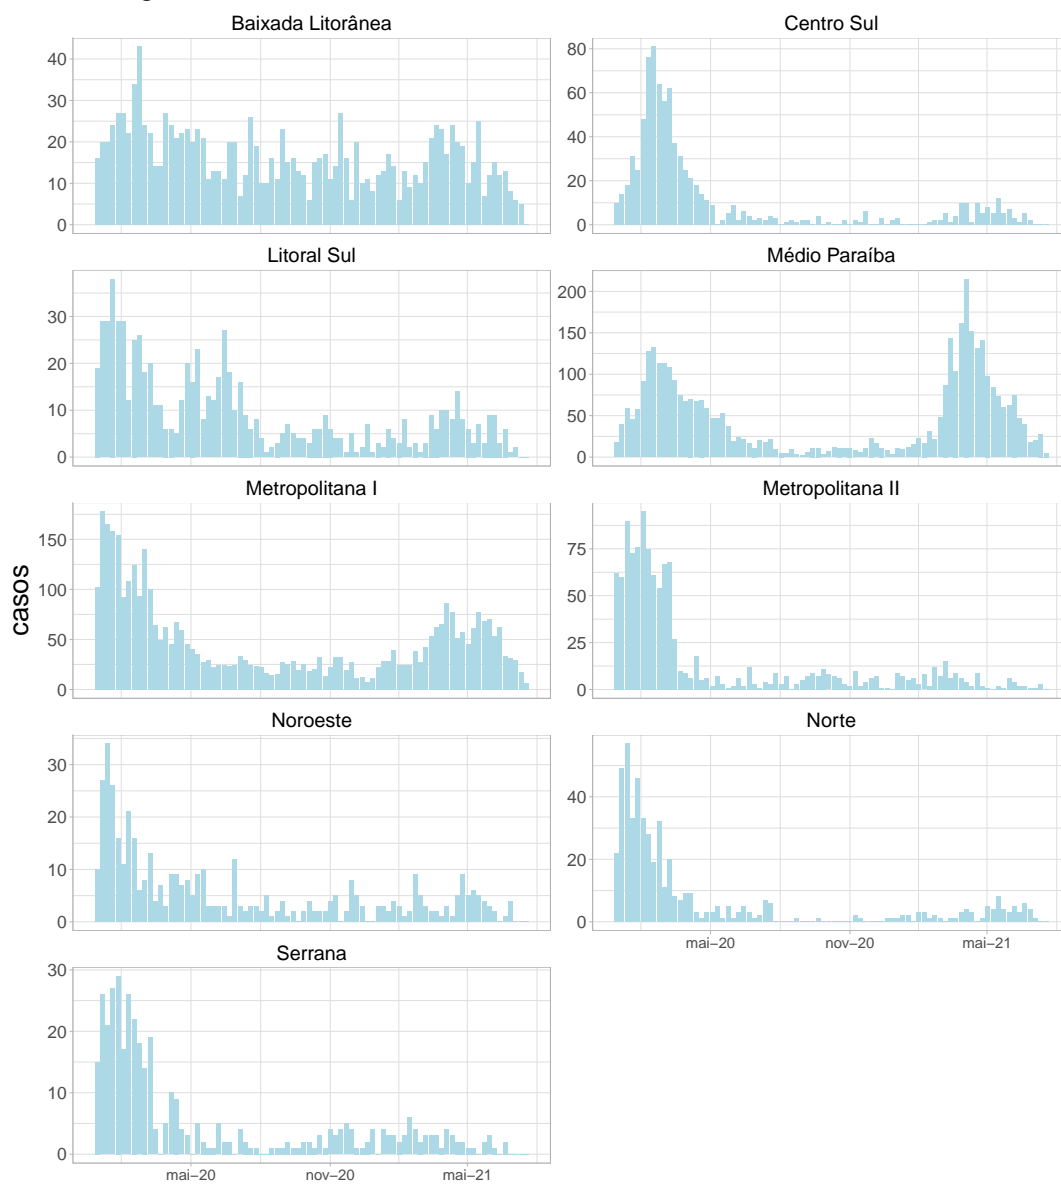 Baixada Litorânea
Centro Sul
40
30
20
10
0
80
60
40
20
0
Litoral Sul
Médio Paraíba
30
20
10
0
200
150
100
50
0
Metropolitana I
Metropolitana II
150
100
50
0
75
50
25
0
casos
Noroeste
Norte
30
20
10
0
40
20
0
mai−20
nov−20
mai−21
Serrana
30
20
10
0
mai−20
nov−20
mai−21